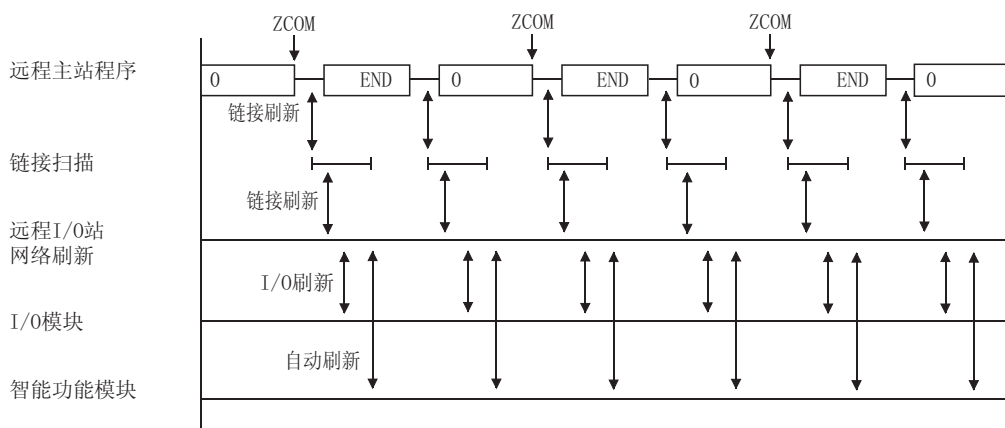 ZCOM ZCOM ZCOM
远程主站程序 0 END 0 END 0 END 0
链接刷新
链接扫描
链接刷新
远程I/O站
网络刷新
I/O刷新
I/O模块
自动刷新
智能功能模块